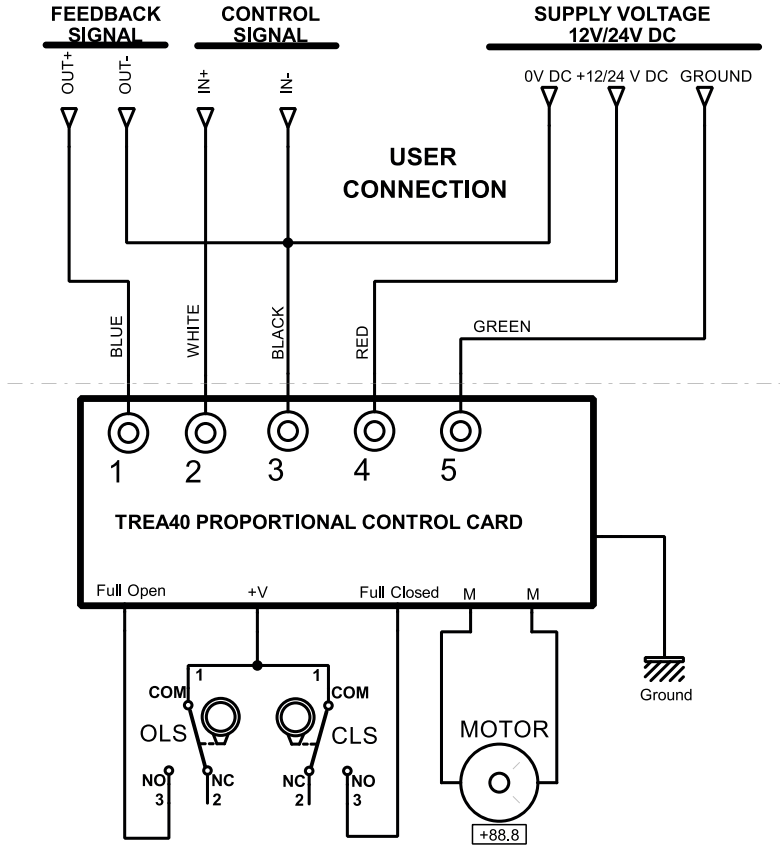 FEEDBACK
SIGNAL
CONTROL
SIGNAL
SUPPLY VOLTAGE
12V/24V DC
OUT+
OUT-
IN+
IN-
0V DC +12/24 V DC GROUND
USER
CONNECTION
BLUE
WHITE
BLACK
RED
GREEN
1 2 3 4 5
TREA40 PROPORTIONAL CONTROL CARD
Full Open +V Full Closed M M
1 1
COM COM
Ground
OLS CLS MOTOR
NO NC NC NO
3 2 2 3
+88.8